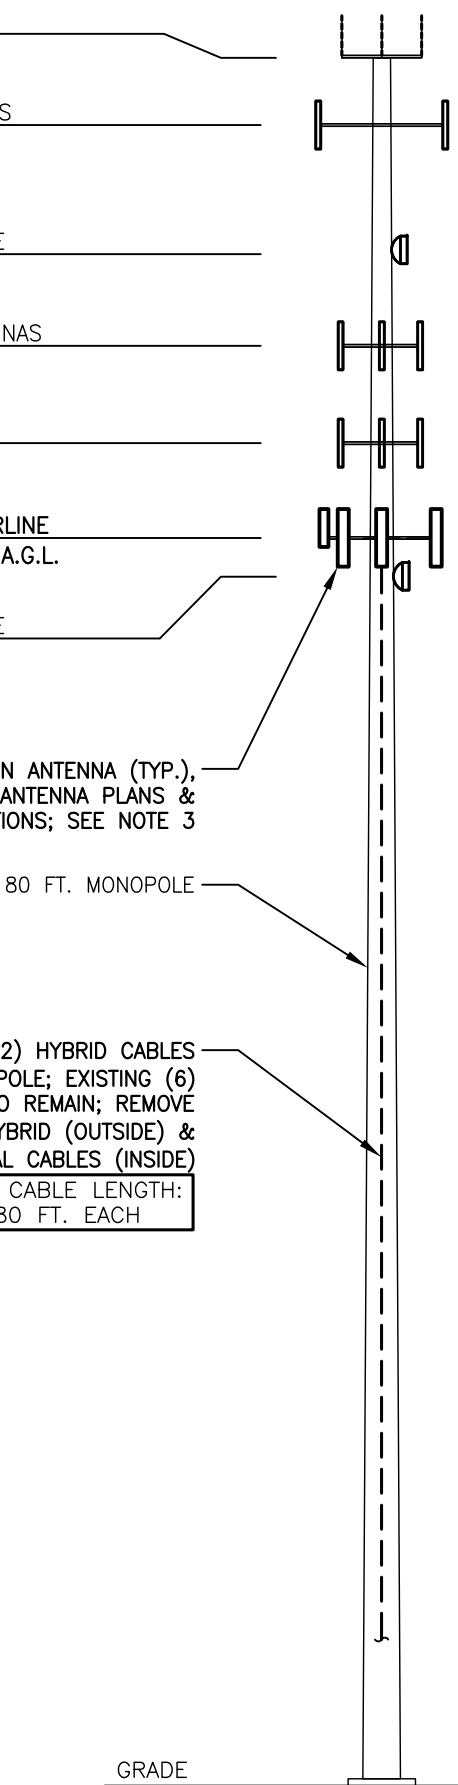 S
E
NAS
RLINE
A.G.L.
E
N ANTENNA (TYP.),
ANTENNA PLANS &
TIONS; SEE NOTE 3
80 FT. MONOPOLE
2) HYBRID CABLES
POLE; EXISTING (6)
O REMAIN; REMOVE
YBRID (OUTSIDE) &
AL CABLES (INSIDE)
CABLE LENGTH:
80 FT. EACH
GRADE